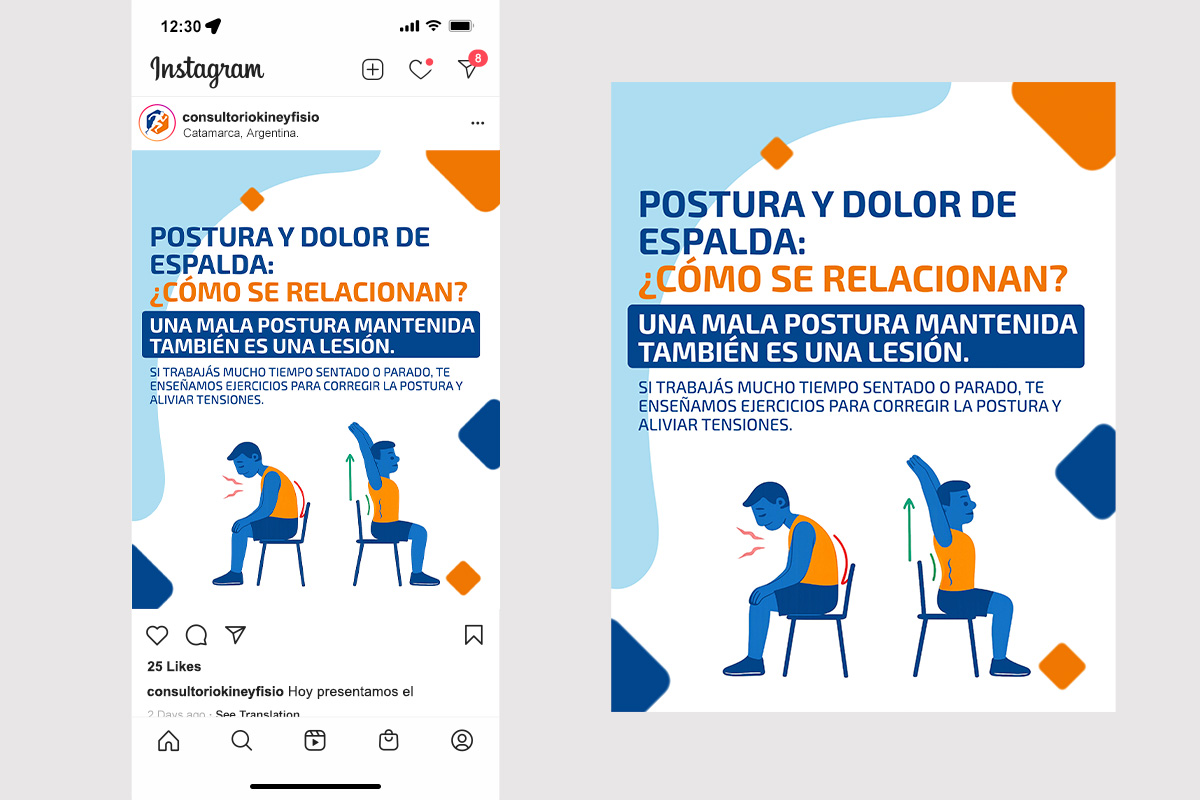 12:30
Instagram
8
consultoriokineyfisio
Catamarca, Argentina.
POSTURA Y DOLOR DE
ESPALDA:
¿CÓMO SE RELACIONAN?
UNA MALA POSTURA MANTENIDA
TAMBIÉN ES UNA LESIÓN.
SI TRABAJÁS MUCHO TIEMPO SENTADO O PARADO, TE
ENSEÑAMOS EJERCICIOS PARA CORREGIR LA POSTURA Y
ALIVIAR TENSIONES.
25 Likes
consultoriokineyfisio Hoy presentamos el
2 Days ago · See Translation
POSTURA Y DOLOR DE
ESPALDA:
¿CÓMO SE RELACIONAN?
UNA MALA POSTURA MANTENIDA
TAMBIÉN ES UNA LESIÓN.
SI TRABAJÁS MUCHO TIEMPO SENTADO O PARADO, TE
ENSEÑAMOS EJERCICIOS PARA CORREGIR LA POSTURA Y
ALIVIAR TENSIONES.